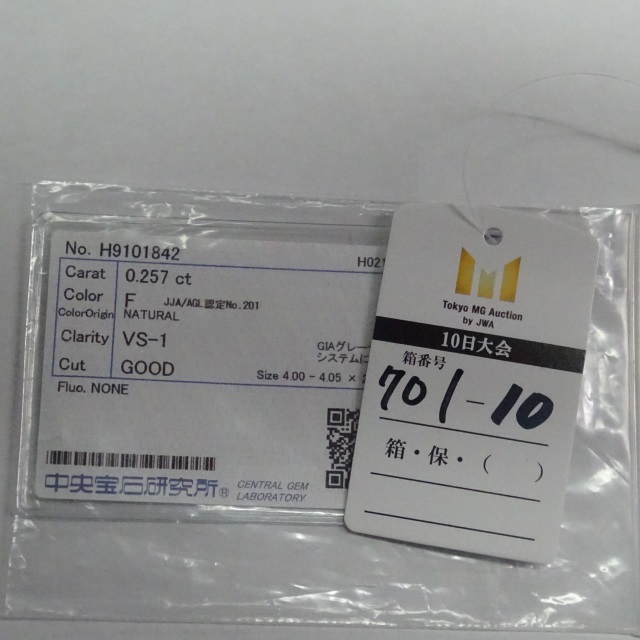 No. H9101842
H021
Carat 0.257 ct
Color F JJA/AGL認定No.201
ColorOrigin NATURAL
Clarity VS-1
GIAグレー
システムに
Cut GOOD
Size 4.00 - 4.05 ×
Fluo. NONE
中央宝石研究所® CENTRAL GEM
LABORATORY
Tokyo MG Auction
by JWA
10日大会
箱番号
701-10
箱・保・( )